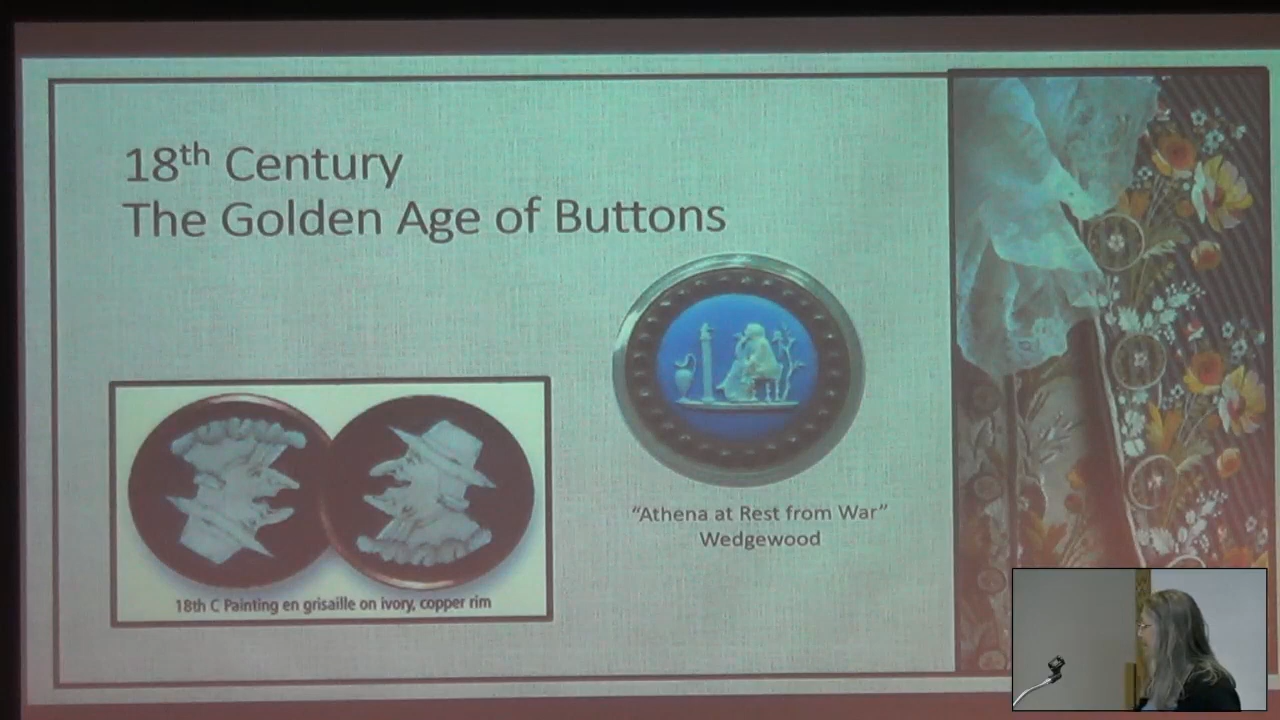 18th Century
The Golden Age of Buttons
"Athena at Rest from War"
Wedgewood
18th C Painting en grisaille on ivory, copper rim